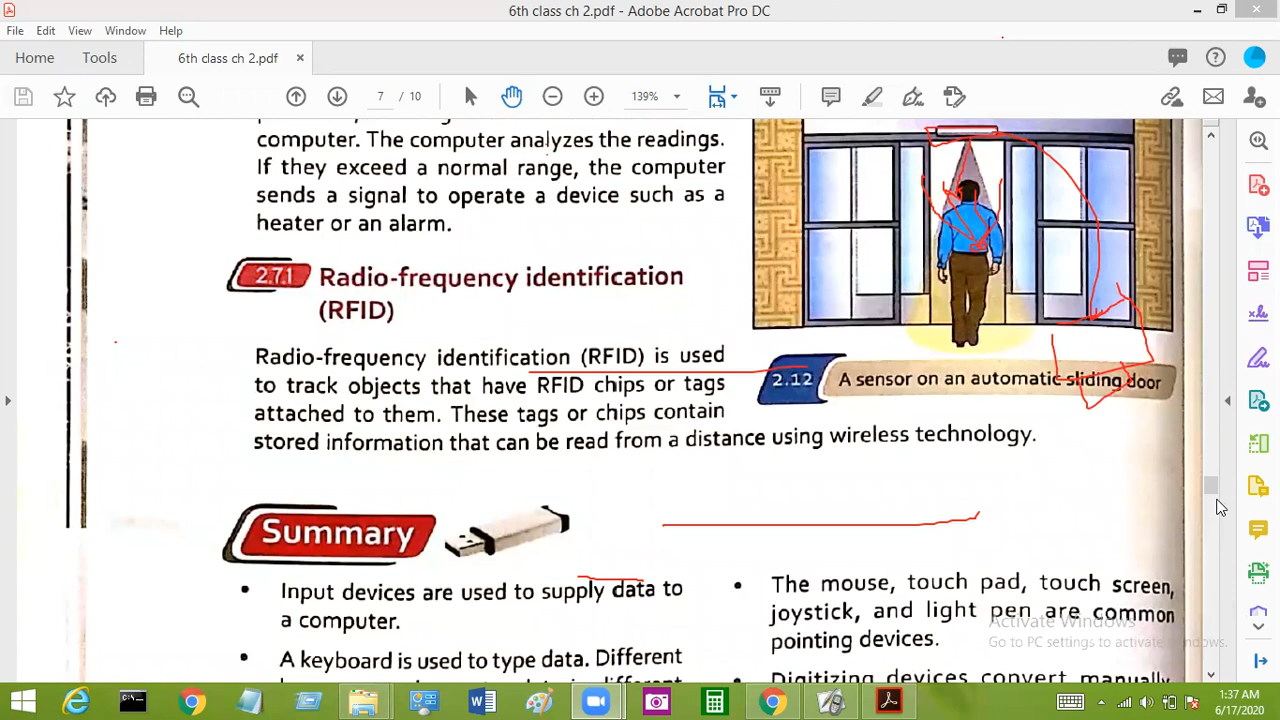 6th class ch 2.pdf - Adobe Acrobat Pro DC
File Edit View Window Help
Home Tools 6th class ch 2.pdf ×
7 / 10 139%
computer. The computer analyzes the readings.
If they exceed a normal range, the computer
sends a signal to operate a device such as a
heater or an alarm.
2.7.1 Radio-frequency identification
(RFID)
Radio-frequency identification (RFID) is used
to track objects that have RFID chips or tags
attached to them. These tags or chips contain
stored information that can be read from a distance using wireless technology.
2.12 A sensor on an automatic sliding door
Summary
• Input devices are used to supply data to
a computer.
• A keyboard is used to type data. Different
• The mouse, touch pad, touch screen,
joystick, and light pen are common
pointing devices.
• Digitizing devices convert manually
Activate Windows
Go to PC settings to activate Windows.
1:37 AM
6/17/2020